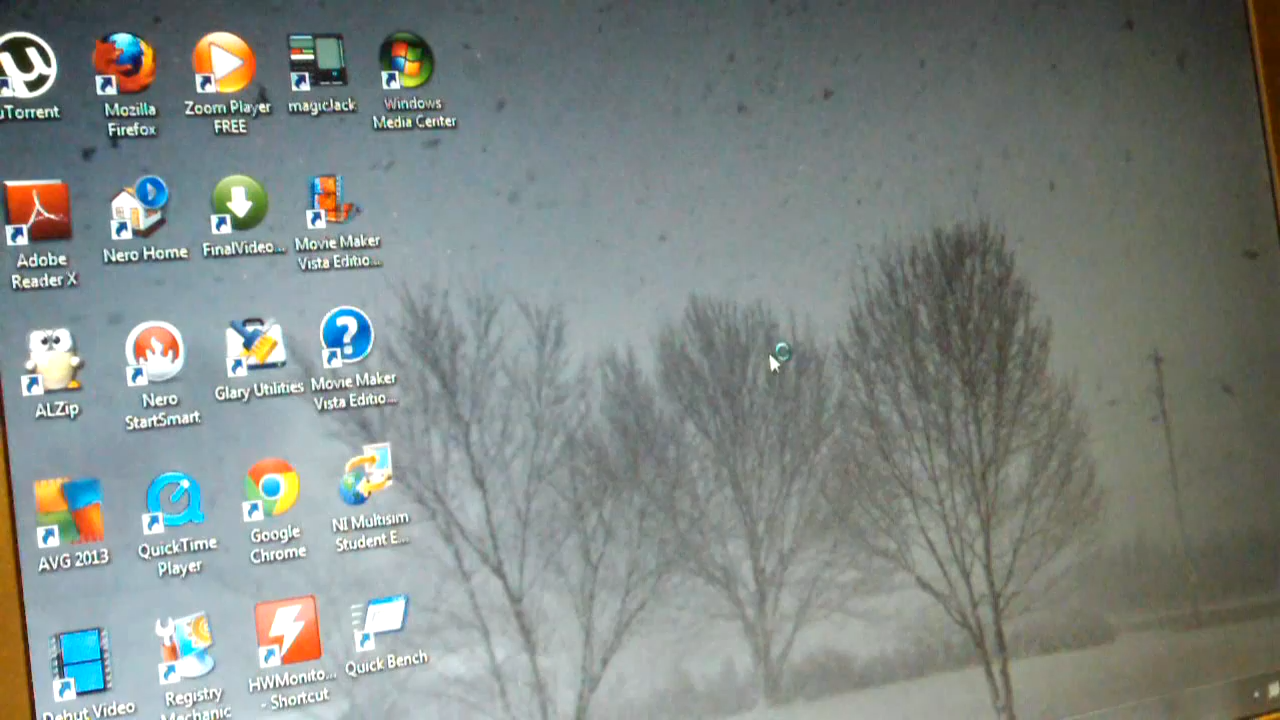 uTorrent
Mozilla
Firefox
Zoom Player
FREE
magicJack
Windows
Media Center
Adobe
Reader X
Nero Home
FinalVideo...
Movie Maker
Vista Editio...
ALZip
Nero
StartSmart
Glary Utilities
Movie Maker
Vista Editio...
AVG 2013
QuickTime
Player
Google
Chrome
NI Multisim
Student E...
Debut Video
Registry
Mechanic
HWMonito...
- Shortcut
Quick Bench